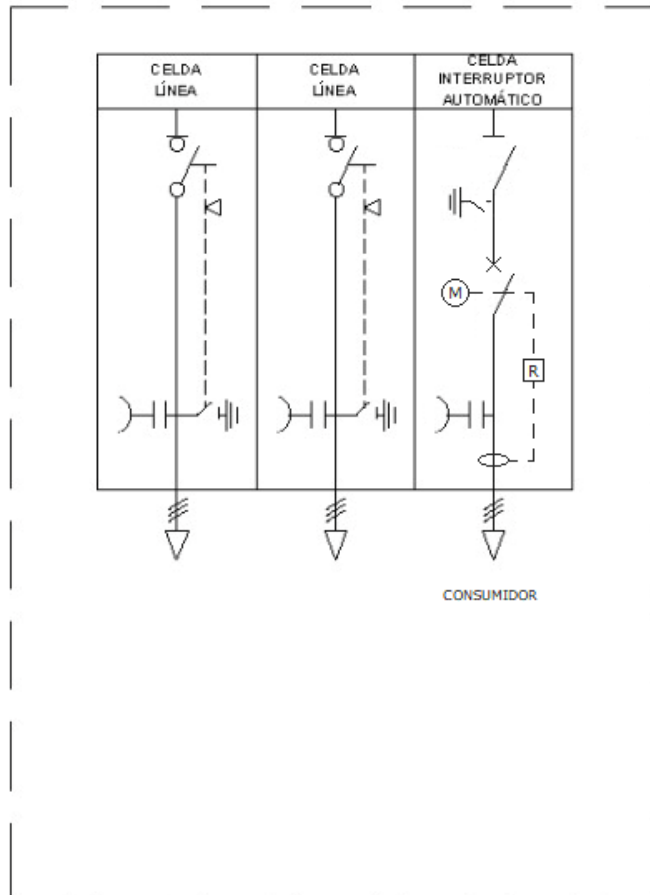 CELDA
LÍNEA
CELDA
LÍNEA
CELDA
INTERRUPTOR
AUTOMÁTICO
M
R
CONSUMIDOR